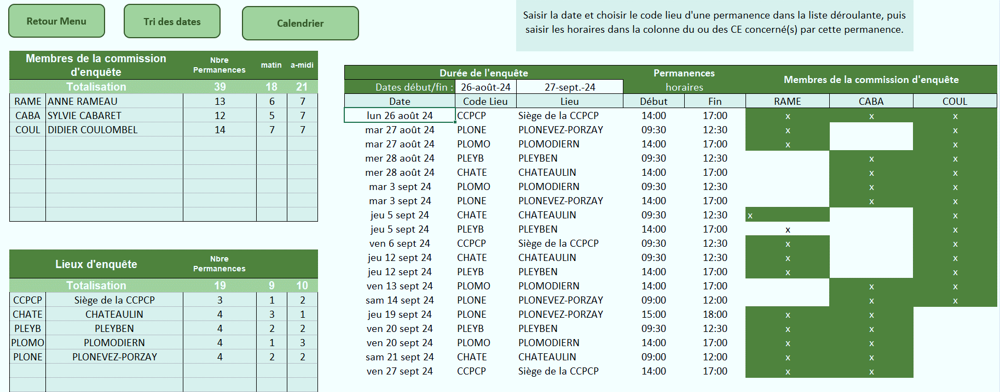 Retour Menu
Tri des dates
Calendrier
Saisir la date et choisir le code lieu d'une permanence dans la liste déroulante, puis
saisir les horaires dans la colonne du ou des CE concerné(s) par cette permanence.
Membres de la commission d'enquête Nbre Permanences matin a-midi
Totalisation 39 18 21
RAME ANNE RAMEAU 13 6 7
CABA SYLVIE CABARET 12 5 7
COUL DIDIER COULOMBEL 14 7 7
Lieux d'enquête Nbre Permanences
Totalisation 19 9 10
CCPCP Siège de la CCPCP 3 1 2
CHATE CHATEAULIN 4 3 1
PLEYB PLEYBEN 4 2 2
PLOMO PLOMODIERN 4 1 3
PLONE PLONEVEZ-PORZAY 4 2 2
Durée de l'enquête Permanences Membres de la commission d'enquête
Dates début/fin : 26-août-24 27-sept.-24 horaires
Date Code Lieu Lieu Début Fin RAME CABA COUL
lun 26 août 24 CCPCP Siège de la CCPCP 14:00 17:00 x x x
mar 27 août 24 PLONE PLONEVEZ-PORZAY 09:30 12:30 x x
mar 27 août 24 PLOMO PLOMODIERN 14:00 17:00 x x
mer 28 août 24 PLEYB PLEYBEN 09:30 12:30 x x
mer 28 août 24 CHATE CHATEAULIN 14:00 17:00 x x
mar 3 sept 24 PLOMO PLOMODIERN 09:30 12:30 x x
mar 3 sept 24 PLONE PLONEVEZ-PORZAY 14:00 17:00 x x
jeu 5 sept 24 CHATE CHATEAULIN 09:30 12:30 x x
jeu 5 sept 24 PLEYB PLEYBEN 14:00 17:00 x x
ven 6 sept 24 CCPCP Siège de la CCPCP 09:30 12:30 x x
jeu 12 sept 24 CHATE CHATEAULIN 09:30 12:30 x x
jeu 12 sept 24 PLEYB PLEYBEN 14:00 17:00 x x
ven 13 sept 24 PLOMO PLOMODIERN 14:00 17:00 x x
sam 14 sept 24 PLONE PLONEVEZ-PORZAY 09:00 12:00 x x
jeu 19 sept 24 PLONE PLONEVEZ-PORZAY 15:00 18:00 x x
ven 20 sept 24 PLEYB PLEYBEN 09:30 12:30 x x
ven 20 sept 24 PLOMO PLOMODIERN 14:00 17:00 x x
sam 21 sept 24 CHATE CHATEAULIN 09:00 12:00 x x
ven 27 sept 24 CCPCP Siège de la CCPCP 14:00 17:00 x x